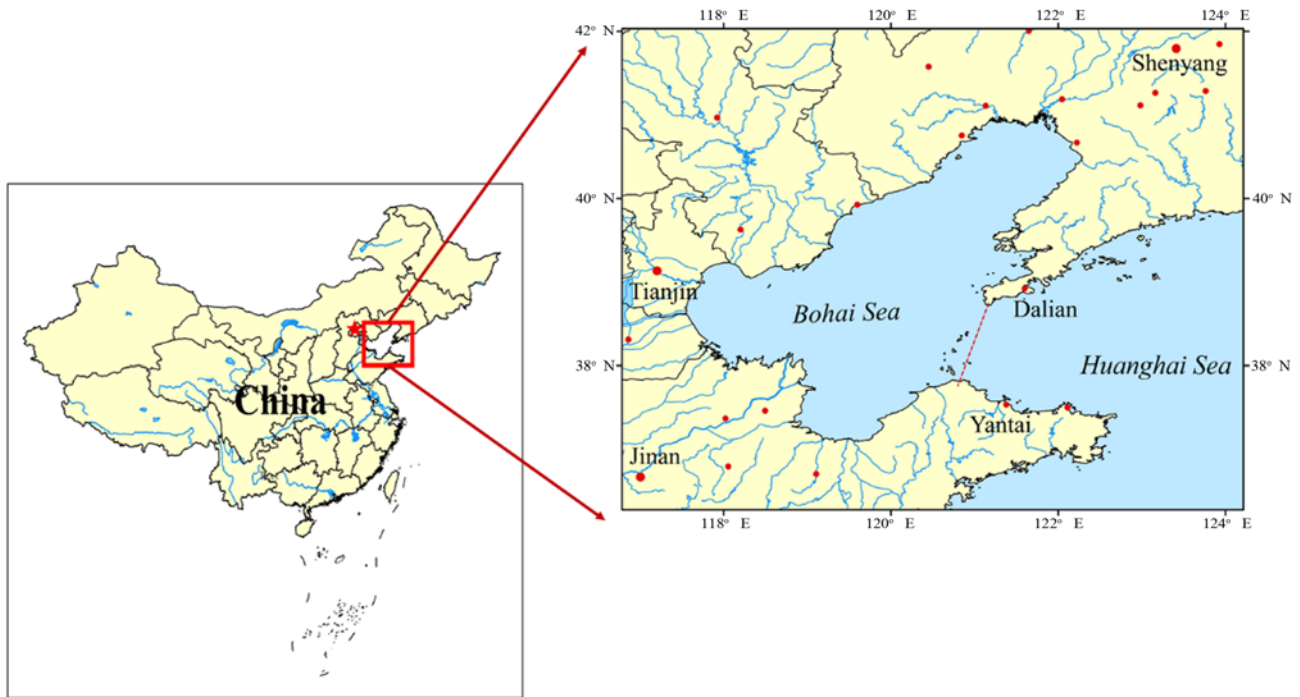 118° E 120° E 122° E 124° E
42° N 42° N
Shenyang
40° N 40° N
Tianjin
Dalian
Bohai Sea
38° N Huanghai Sea 38° N
Yantai
Jinan
118° E 120° E 122° E 124° E
China